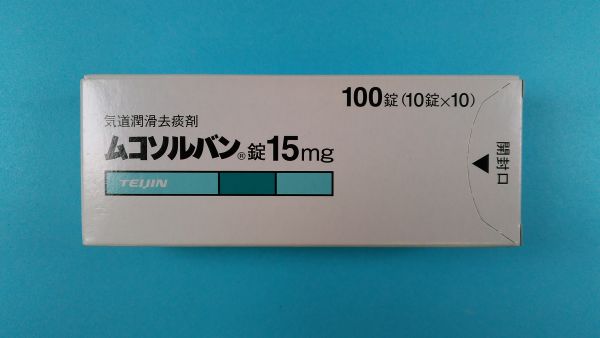 100錠(10錠×10)
気道潤滑去痰剤
ムコソルバン®錠15mg
TEIJIN
開封口